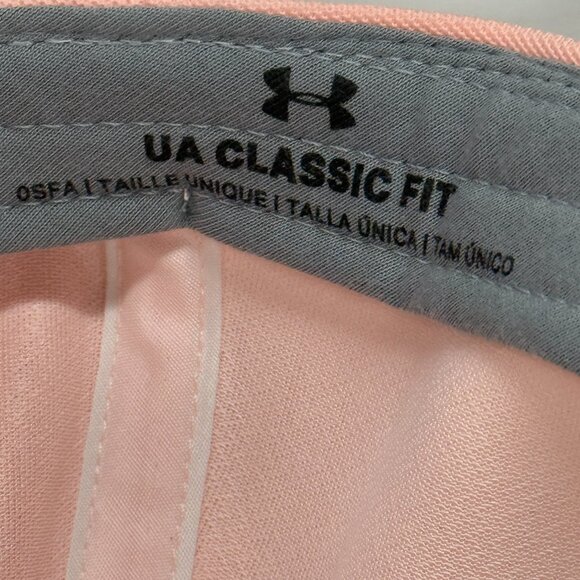 UA CLASSIC FIT
OSFA | TAILLE UNIQUE | TALLA ÚNICA | TAM ÚNICO